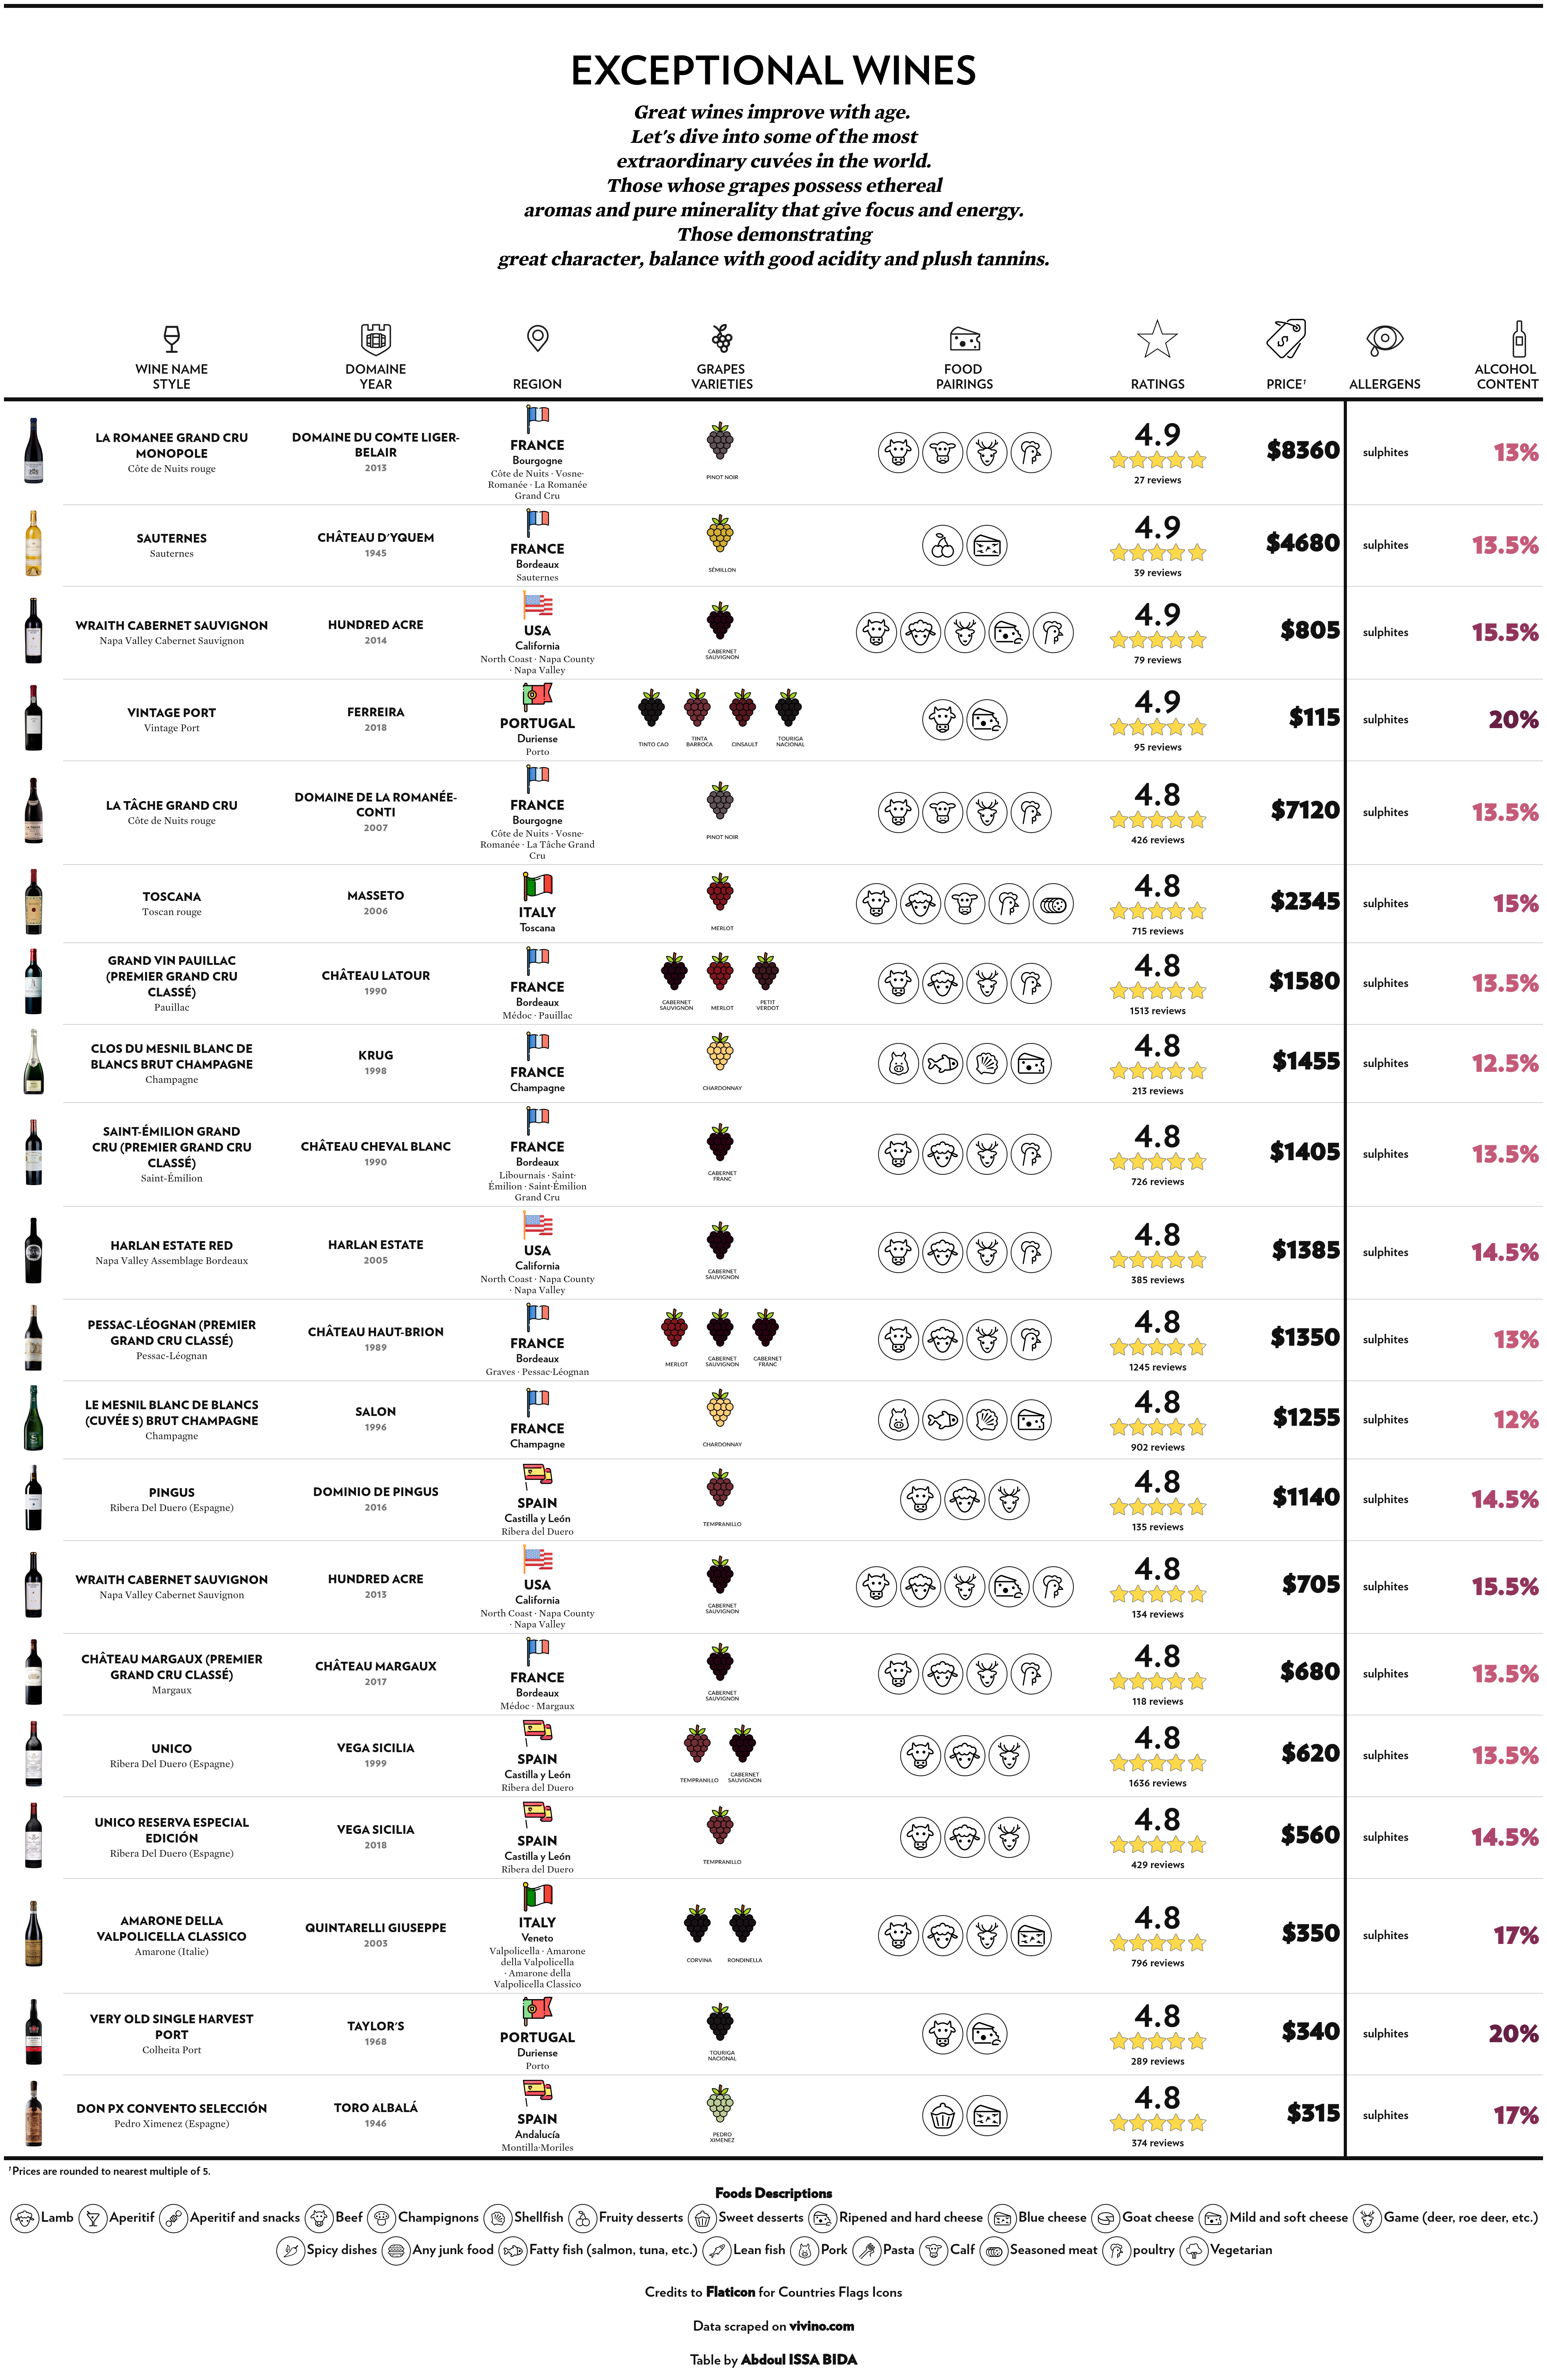 EXCEPTIONAL WINES
Great wines improve with age.
Let's dive into some of the most
extraordinary cuvées in the world.
Those whose grapes possess ethereal
aromas and pure minerality that give focus and energy.
Those demonstrating
great character, balance with good acidity and plush tannins.
WINE NAME
STYLE
DOMAINE
YEAR
REGION
GRAPES
VARIETIES
FOOD
PAIRINGS
RATINGS
PRICE¹
ALLERGENS
ALCOHOL
CONTENT
LA ROMANEE GRAND CRU
MONOPOLE
Côte de Nuits rouge
DOMAINE DU COMTE LIGER-
BELAIR
2013
FRANCE
Bourgogne
Côte de Nuits · Vosne-
Romanée · La Romanée
Grand Cru
PINOT NOIR
4.9
27 reviews
$8360
sulphites
13%
SAUTERNES
Sauternes
CHÂTEAU D'YQUEM
1945
FRANCE
Bordeaux
Sauternes
SÉMILLON
4.9
39 reviews
$4680
sulphites
13.5%
WRAITH CABERNET SAUVIGNON
Napa Valley Cabernet Sauvignon
HUNDRED ACRE
2014
USA
California
North Coast · Napa County
· Napa Valley
CABERNET
SAUVIGNON
4.9
79 reviews
$805
sulphites
15.5%
VINTAGE PORT
Vintage Port
FERREIRA
2018
PORTUGAL
Duriense
Porto
TINTO CAO
TINTA
BARROCA
CINSAULT
TOURIGA
NACIONAL
4.9
95 reviews
$115
sulphites
20%
LA TÂCHE GRAND CRU
Côte de Nuits rouge
DOMAINE DE LA ROMANÉE-
CONTI
2007
FRANCE
Bourgogne
Côte de Nuits · Vosne-
Romanée · La Tâche Grand
Cru
PINOT NOIR
4.8
426 reviews
$7120
sulphites
13.5%
TOSCANA
Toscan rouge
MASSETO
2006
ITALY
Toscana
MERLOT
4.8
715 reviews
$2345
sulphites
15%
GRAND VIN PAUILLAC
(PREMIER GRAND CRU
CLASSÉ)
Pauillac
CHÂTEAU LATOUR
1990
FRANCE
Bordeaux
Médoc · Pauillac
CABERNET
SAUVIGNON
MERLOT
PETIT
VERDOT
4.8
1513 reviews
$1580
sulphites
13.5%
CLOS DU MESNIL BLANC DE
BLANCS BRUT CHAMPAGNE
Champagne
KRUG
1998
FRANCE
Champagne
CHARDONNAY
4.8
213 reviews
$1455
sulphites
12.5%
SAINT-ÉMILION GRAND
CRU (PREMIER GRAND CRU
CLASSÉ)
Saint-Émilion
CHÂTEAU CHEVAL BLANC
1990
FRANCE
Bordeaux
Libournais · Saint-
Émilion · Saint-Émilion
Grand Cru
CABERNET
FRANC
4.8
726 reviews
$1405
sulphites
13.5%
HARLAN ESTATE RED
Napa Valley Assemblage Bordeaux
HARLAN ESTATE
2005
USA
California
North Coast · Napa County
· Napa Valley
CABERNET
SAUVIGNON
4.8
385 reviews
$1385
sulphites
14.5%
PESSAC-LÉOGNAN (PREMIER
GRAND CRU CLASSÉ)
Pessac-Léognan
CHÂTEAU HAUT-BRION
1989
FRANCE
Bordeaux
Graves · Pessac-Léognan
MERLOT
CABERNET
SAUVIGNON
CABERNET
FRANC
4.8
1245 reviews
$1350
sulphites
13%
LE MESNIL BLANC DE BLANCS
(CUVÉE S) BRUT CHAMPAGNE
Champagne
SALON
1996
FRANCE
Champagne
CHARDONNAY
4.8
902 reviews
$1255
sulphites
12%
PINGUS
Ribera Del Duero (Espagne)
DOMINIO DE PINGUS
2016
SPAIN
Castilla y León
Ribera del Duero
TEMPRANILLO
4.8
135 reviews
$1140
sulphites
14.5%
WRAITH CABERNET SAUVIGNON
Napa Valley Cabernet Sauvignon
HUNDRED ACRE
2013
USA
California
North Coast · Napa County
· Napa Valley
CABERNET
SAUVIGNON
4.8
134 reviews
$705
sulphites
15.5%
CHÂTEAU MARGAUX (PREMIER
GRAND CRU CLASSÉ)
Margaux
CHÂTEAU MARGAUX
2017
FRANCE
Bordeaux
Médoc · Margaux
CABERNET
SAUVIGNON
4.8
118 reviews
$680
sulphites
13.5%
UNICO
Ribera Del Duero (Espagne)
VEGA SICILIA
1999
SPAIN
Castilla y León
Ribera del Duero
TEMPRANILLO
CABERNET
SAUVIGNON
4.8
1636 reviews
$620
sulphites
13.5%
UNICO RESERVA ESPECIAL
EDICIÓN
Ribera Del Duero (Espagne)
VEGA SICILIA
2018
SPAIN
Castilla y León
Ribera del Duero
TEMPRANILLO
4.8
429 reviews
$560
sulphites
14.5%
AMARONE DELLA
VALPOLICELLA CLASSICO
Amarone (Italie)
QUINTARELLI GIUSEPPE
2003
ITALY
Veneto
Valpolicella · Amarone
della Valpolicella
· Amarone della
Valpolicella Classico
CORVINA
RONDINELLA
4.8
796 reviews
$350
sulphites
17%
VERY OLD SINGLE HARVEST
PORT
Colheita Port
TAYLOR'S
1968
PORTUGAL
Duriense
Porto
TOURIGA
NACIONAL
4.8
289 reviews
$340
sulphites
20%
DON PX CONVENTO SELECCIÓN
Pedro Ximenez (Espagne)
TORO ALBALÁ
1946
SPAIN
Andalucía
Montilla-Moriles
PEDRO
XIMENEZ
4.8
374 reviews
$315
sulphites
17%
¹Prices are rounded to nearest multiple of 5.
Foods Descriptions
Lamb Aperitif Aperitif and snacks Beef Champignons Shellfish Fruity desserts Sweet desserts Ripened and hard cheese Blue cheese Goat cheese Mild and soft cheese Game (deer, roe deer, etc.)
Spicy dishes Any junk food Fatty fish (salmon, tuna, etc.) Lean fish Pork Pasta Calf Seasoned meat poultry Vegetarian
Credits to Flaticon for Countries Flags Icons
Data scraped on vivino.com
Table by Abdoul ISSA BIDA